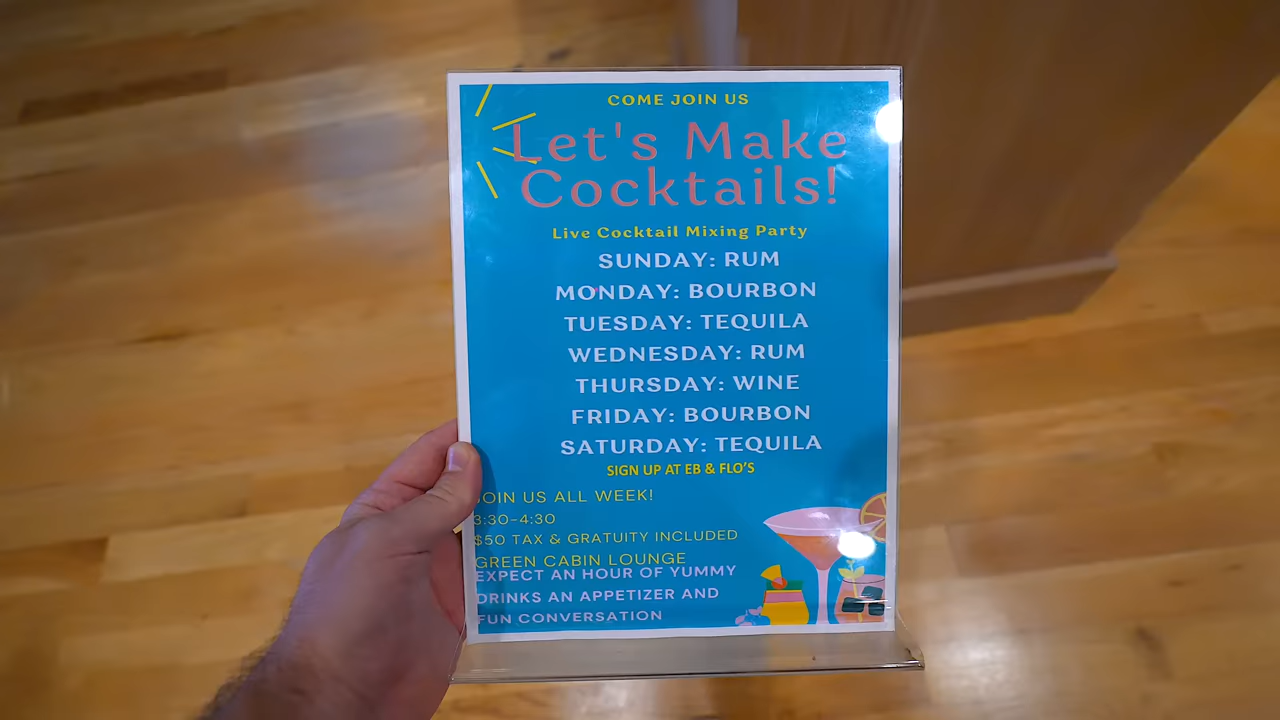 COME JOIN US
Let's Make
Cocktails!
Live Cocktail Mixing Party
SUNDAY: RUM
MONDAY: BOURBON
TUESDAY: TEQUILA
WEDNESDAY: RUM
THURSDAY: WINE
FRIDAY: BOURBON
SATURDAY: TEQUILA
SIGN UP AT EB & FLO'S
JOIN US ALL WEEK!
3:30-4:30
$50 TAX & GRATUITY INCLUDED
GREEN CABIN LOUNGE
EXPECT AN HOUR OF YUMMY
DRINKS AN APPETIZER AND
FUN CONVERSATION